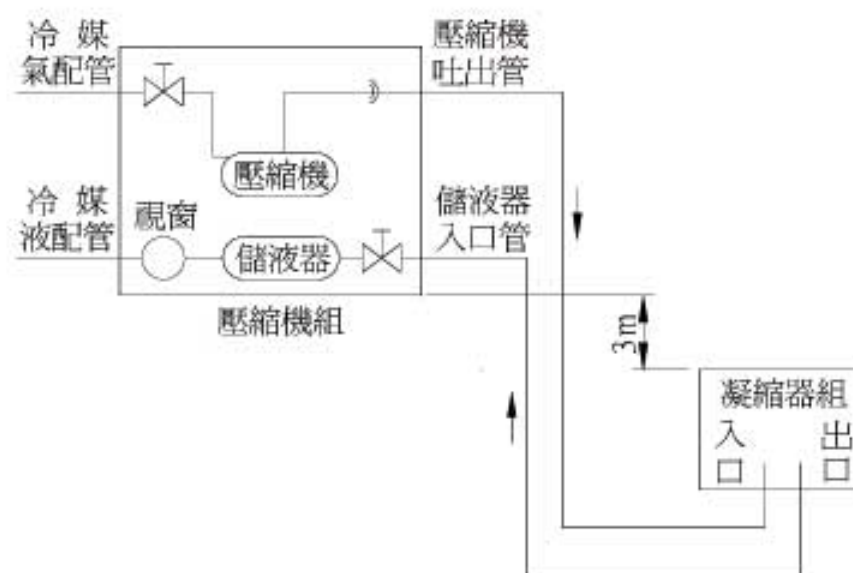 冷 媒
氣配管
壓縮機
吐出管
壓縮機
冷 媒
液配管
視窗
儲液器
儲液器
入口管
壓縮機組
3m
凝縮器組
入口
出口